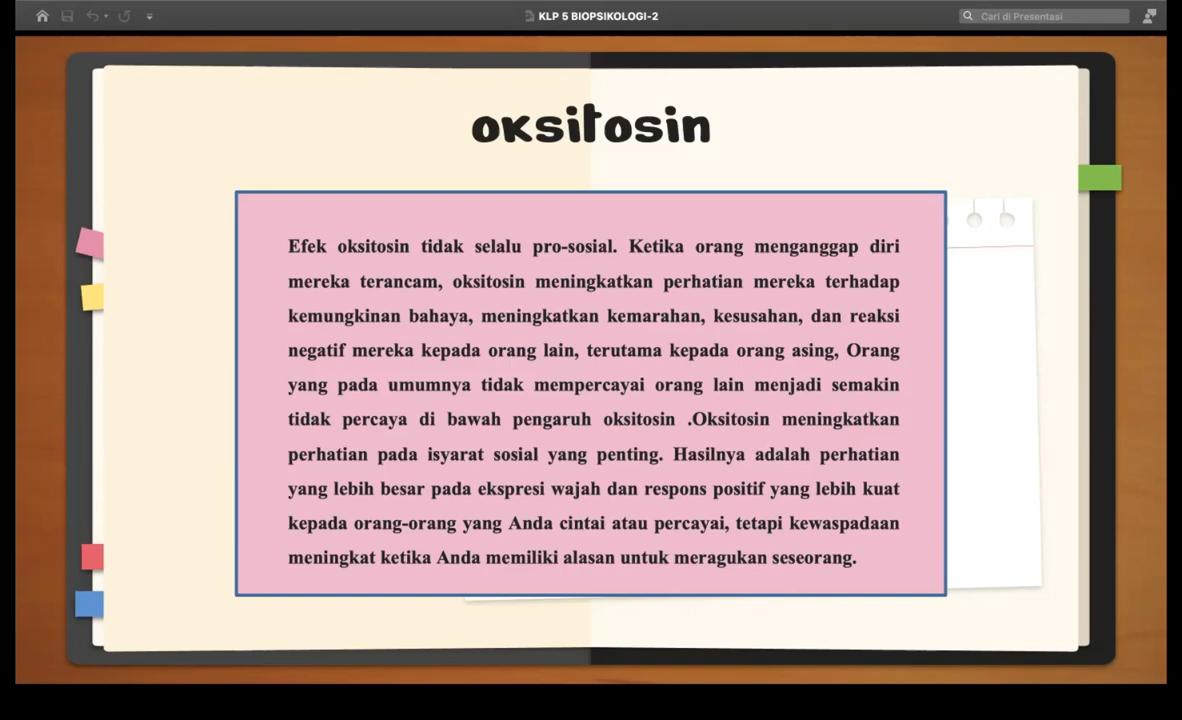 KLP 5 BIOPSIKOLOGI-2
Cari di Presentasi
oksitosin
Efek oksitosin tidak selalu pro-sosial. Ketika orang menganggap diri
mereka terancam, oksitosin meningkatkan perhatian mereka terhadap
kemungkinan bahaya, meningkatkan kemarahan, kesusahan, dan reaksi
negatif mereka kepada orang lain, terutama kepada orang asing, Orang
yang pada umumnya tidak mempercayai orang lain menjadi semakin
tidak percaya di bawah pengaruh oksitosin .Oksitosin meningkatkan
perhatian pada isyarat sosial yang penting. Hasilnya adalah perhatian
yang lebih besar pada ekspresi wajah dan respons positif yang lebih kuat
kepada orang-orang yang Anda cintai atau percayai, tetapi kewaspadaan
meningkat ketika Anda memiliki alasan untuk meragukan seseorang.